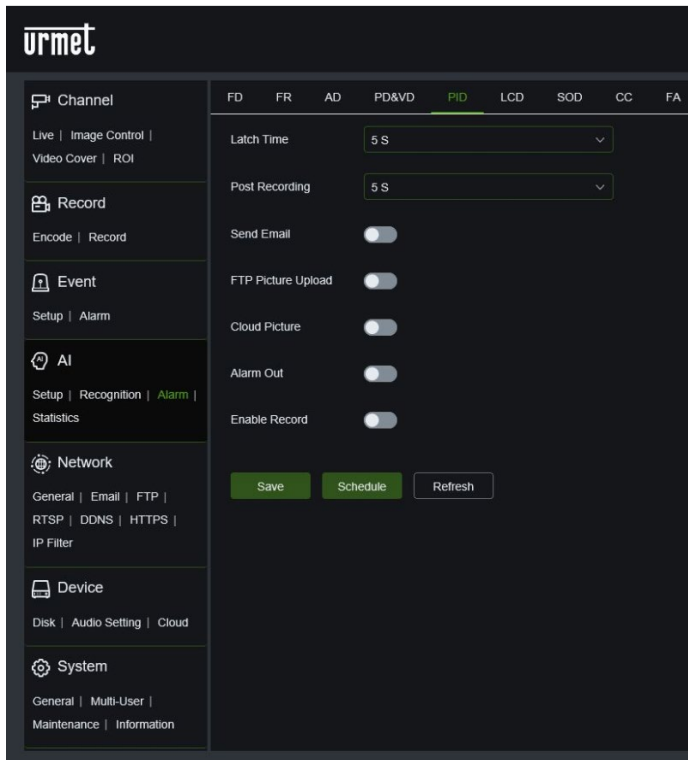 urmet
Channel
Live | Image Control |
Video Cover | ROI
Record
Encode | Record
Event
Setup | Alarm
AI
Setup | Recognition | Alarm |
Statistics
Network
General | Email | FTP |
RTSP | DDNS | HTTPS |
IP Filter
Device
Disk | Audio Setting | Cloud
System
General | Multi-User |
Maintenance | Information
FD FR AD PD&VD PID LCD SOD CC FA
Latch Time 5 S
Post Recording 5 S
Send Email
FTP Picture Upload
Cloud Picture
Alarm Out
Enable Record
Save Schedule Refresh